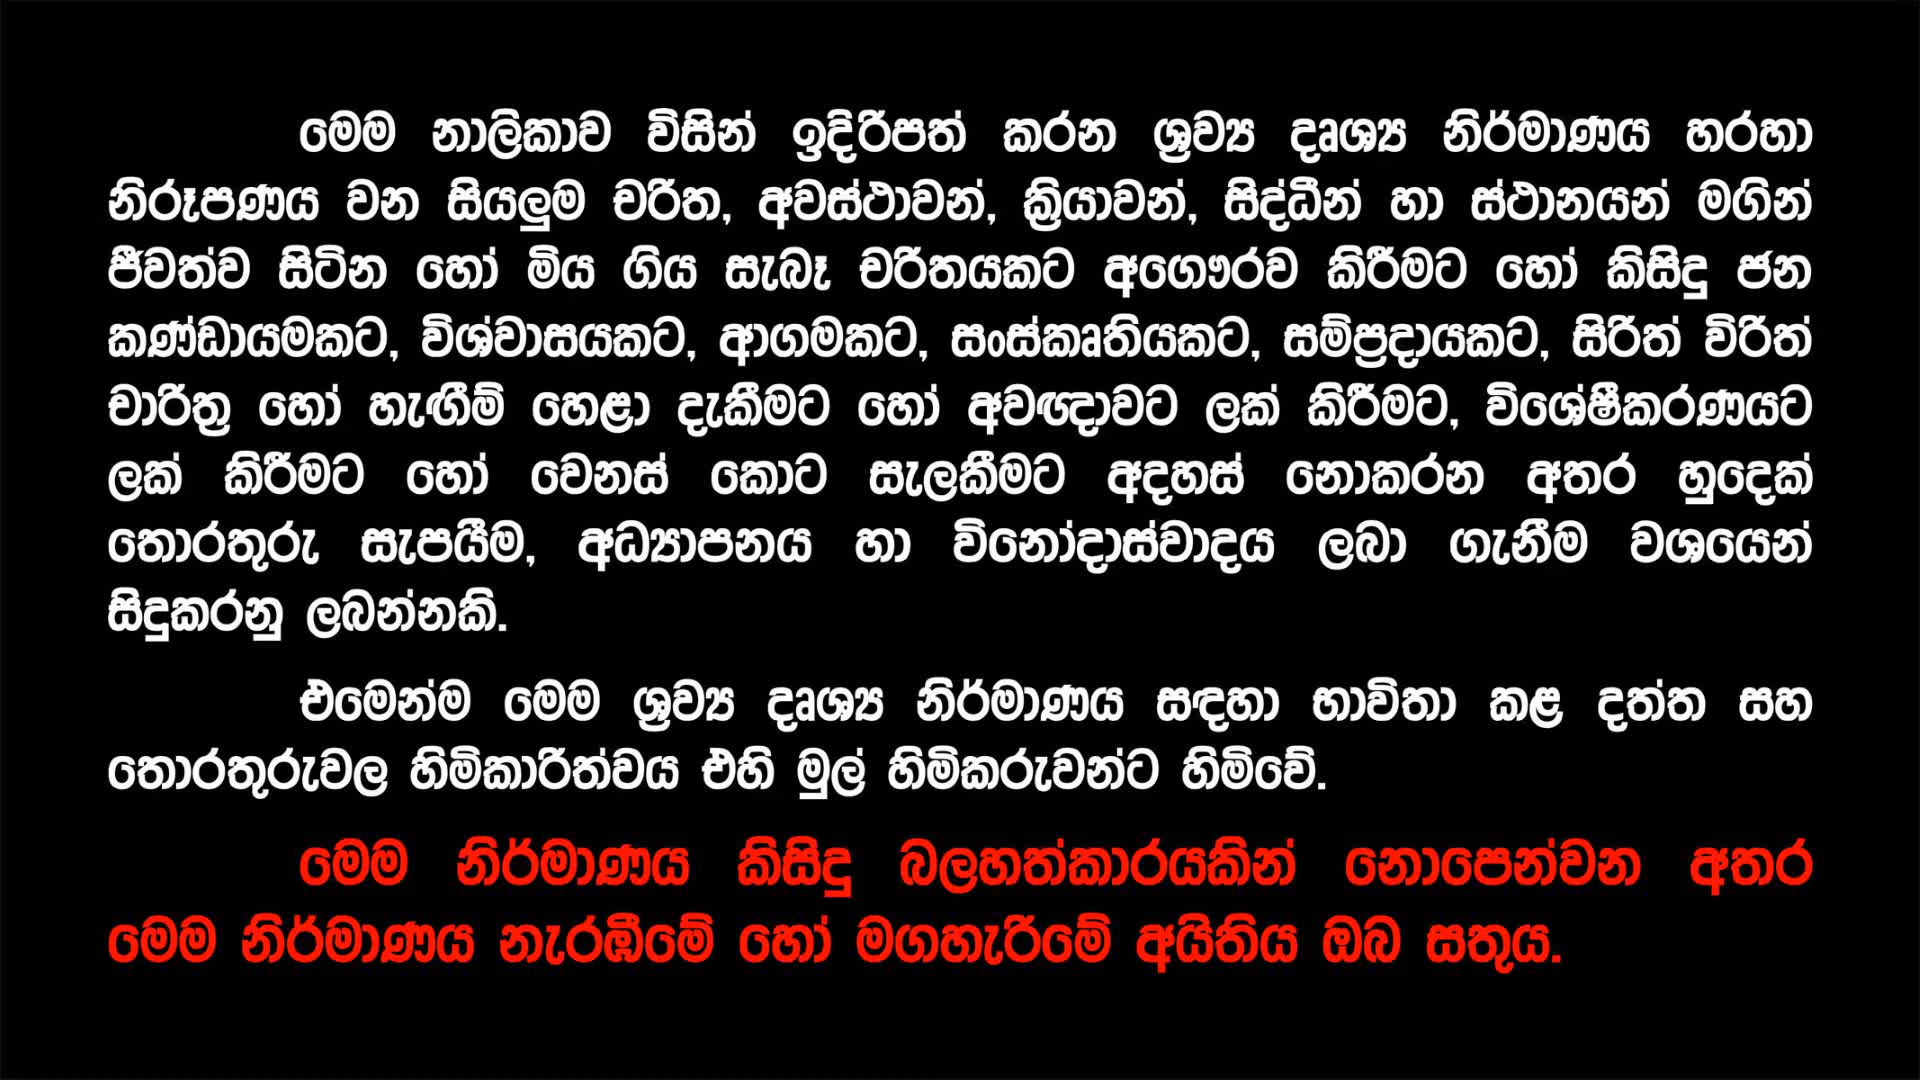 මෙම නාලිකාව විසින් ඉදිරිපත් කරන ශ්‍රව්‍ය දෘශ්‍ය නිර්මාණය හරහා
නිරූපණය වන සියලුම චරිත, අවස්ථාවන්, ක්‍රියාවන්, සිද්ධීන් හා ස්ථානයන් මගින්
ජීවත්ව සිටින හෝ මිය ගිය සැබෑ චරිතයකට අගෞරව කිරීමට හෝ කිසිදු ජන
කණ්ඩායමකට, විශ්වාසයකට, ආගමකට, සංස්කෘතියකට, සම්ප්‍රදායකට, සිරිත් විරිත්
චාරිත්‍ර හෝ හැඟීම් හෙළා දැකීමට හෝ අවඥාවට ලක් කිරීමට, විශේෂීකරණයට
ලක් කිරීමට හෝ වෙනස් කොට සැලකීමට අදහස් නොකරන අතර හුදෙක්
තොරතුරු සැපයීම, අධ්‍යාපනය හා විනෝදාස්වාදය ලබා ගැනීම වශයෙන්
සිදුකරනු ලබන්නකි.
එමෙන්ම මෙම ශ්‍රව්‍ය දෘශ්‍ය නිර්මාණය සඳහා භාවිතා කළ දත්ත සහ
තොරතුරුවල හිමිකාරිත්වය එහි මුල් හිමිකරුවන්ට හිමිවේ.
මෙම නිර්මාණය කිසිදු බලහත්කාරයකින් නොපෙන්වන අතර
මෙම නිර්මාණය නැරඹීමේ හෝ මගහැරිමේ අයිතිය ඔබ සතුය.